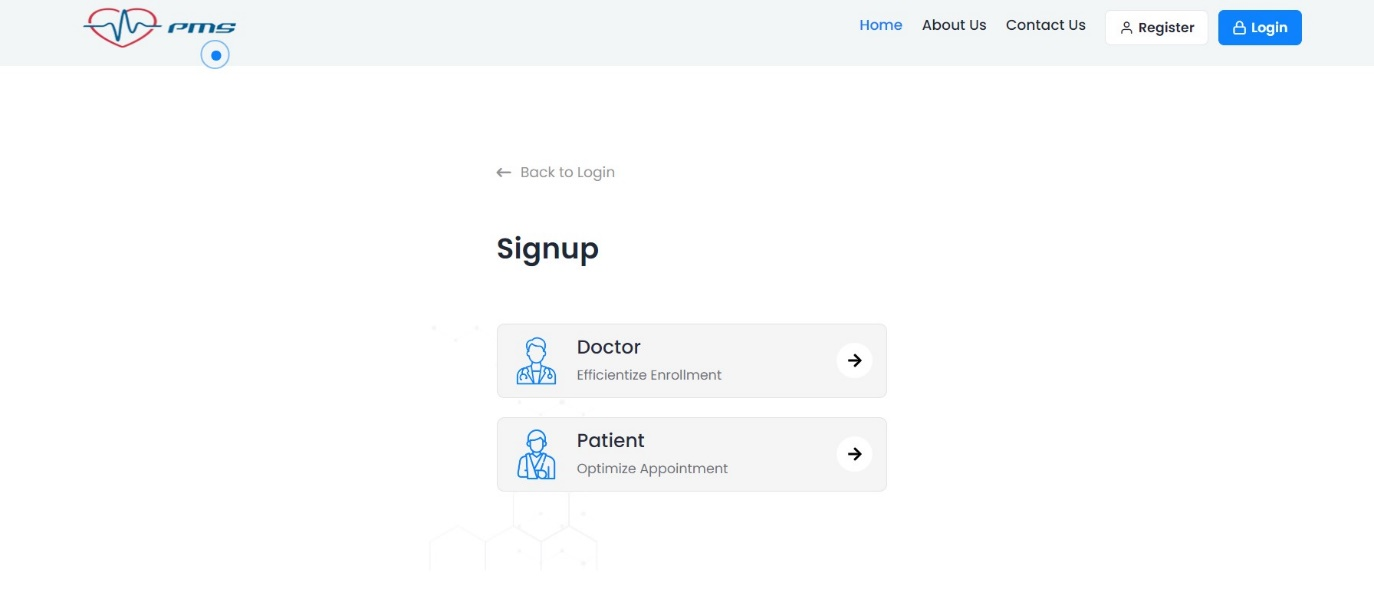 PMS
Home About Us Contact Us Register Login
Back to Login
Signup
Doctor
Efficientize Enrollment
Patient
Optimize Appointment